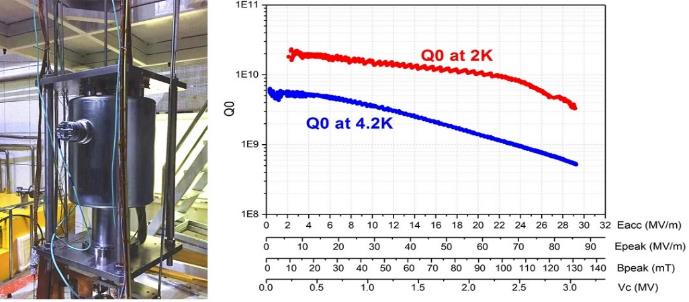 1E11
Q0 at 2K
1E10
Q0
Q0 at 4.2K
1E9
1E8
0 2 4 6 8 10 12 14 16 18 20 22 24 26 28 30 32 Eacc (MV/m)
0 10 20 30 40 50 60 70 80 90 Epeak (MV/m)
0 10 20 30 40 50 60 70 80 90 100 110 120 130 140 Bpeak (mT)
0.0 0.5 1.0 1.5 2.0 2.5 3.0 Vc (MV)